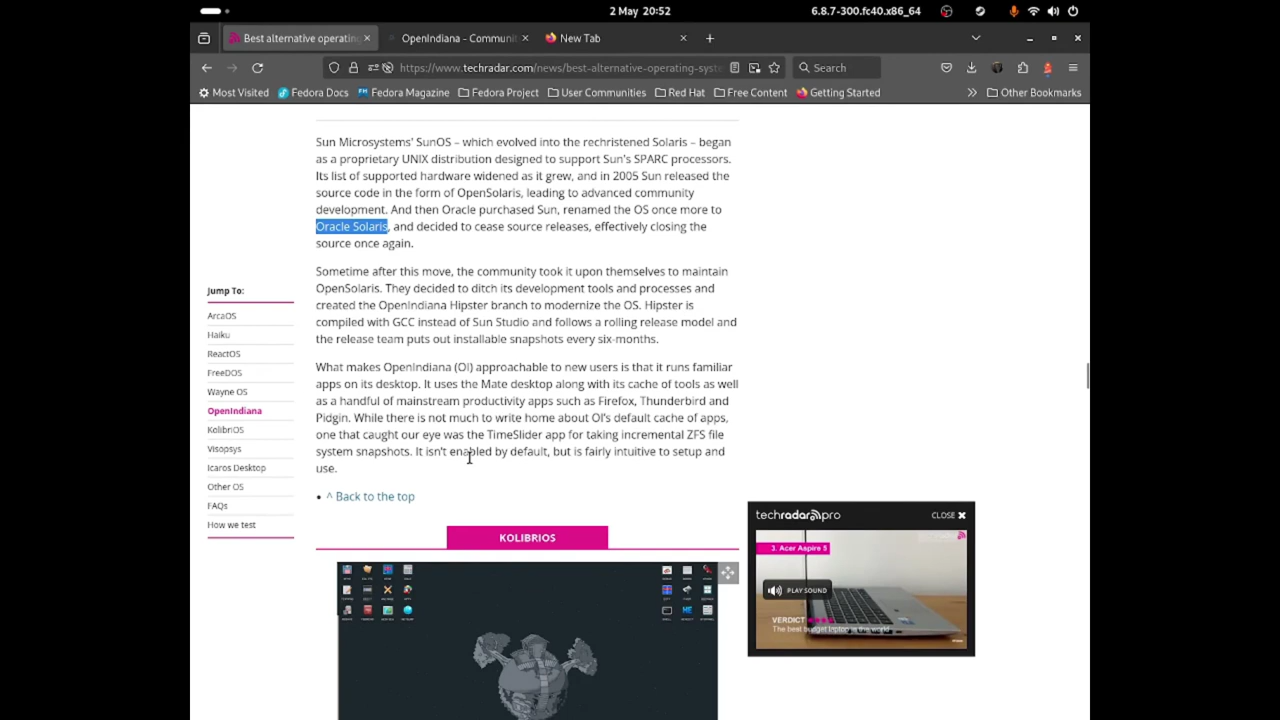 2 May 20:52
6.8.7-300.fc40.x86_64
Best alternative operatin
OpenIndiana – Communit
New Tab
https://www.techradar.com/news/best-alternative-operating-syste
Search
Most Visited
Fedora Docs
Fedora Magazine
Fedora Project
User Communities
Red Hat
Free Content
Getting Started
Other Bookmarks
Sun Microsystems' SunOS – which evolved into the rechristened Solaris – began
as a proprietary UNIX distribution designed to support Sun's SPARC processors.
Its list of supported hardware widened as it grew, and in 2005 Sun released the
source code in the form of OpenSolaris, leading to advanced community
development. And then Oracle purchased Sun, renamed the OS once more to
Oracle Solaris, and decided to cease source releases, effectively closing the
source once again.
Sometime after this move, the community took it upon themselves to maintain
OpenSolaris. They decided to ditch its development tools and processes and
created the OpenIndiana Hipster branch to modernize the OS. Hipster is
compiled with GCC instead of Sun Studio and follows a rolling release model and
the release team puts out installable snapshots every six-months.
What makes OpenIndiana (OI) approachable to new users is that it runs familiar
apps on its desktop. It uses the Mate desktop along with its cache of tools as well
as a handful of mainstream productivity apps such as Firefox, Thunderbird and
Pidgin. While there is not much to write home about OI's default cache of apps,
one that caught our eye was the TimeSlider app for taking incremental ZFS file
system snapshots. It isn't enabled by default, but is fairly intuitive to setup and
use.
^ Back to the top
KOLIBRIOS
Jump To:
ArcaOS
Haiku
ReactOS
FreeDOS
Wayne OS
OpenIndiana
KolibriOS
Visopsys
Icaros Desktop
Other OS
FAQs
How we test
techradar pro
CLOSE
3. Acer Aspire 5
PLAY SOUND
VERDICT
The best budget laptop in the world